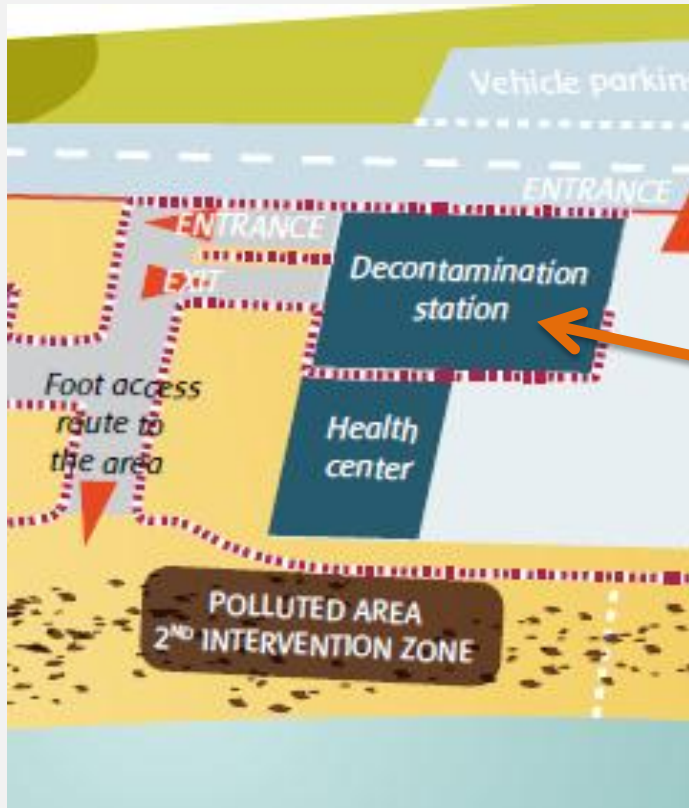 Vehicle parkin
ENTRANCE
ENTRANCE
EXIT
Decontamination
station
Foot access
route to
the area
Health
center
POLLUTED AREA
2ND INTERVENTION ZONE